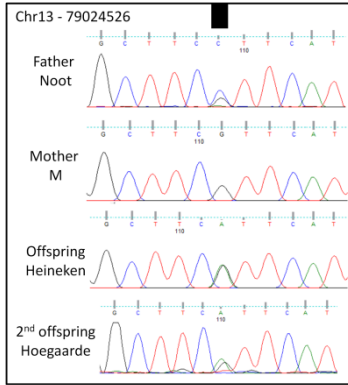 Chr13 - 79024526
G C T T C C T T C A T
110
Father
Noot
G C T T C G T T C A T
110
Mother
M
G C T T C A T T C A T
110
Offspring
Heineken
G C T T C A T T C A T
110
2nd offspring
Hoegaarde